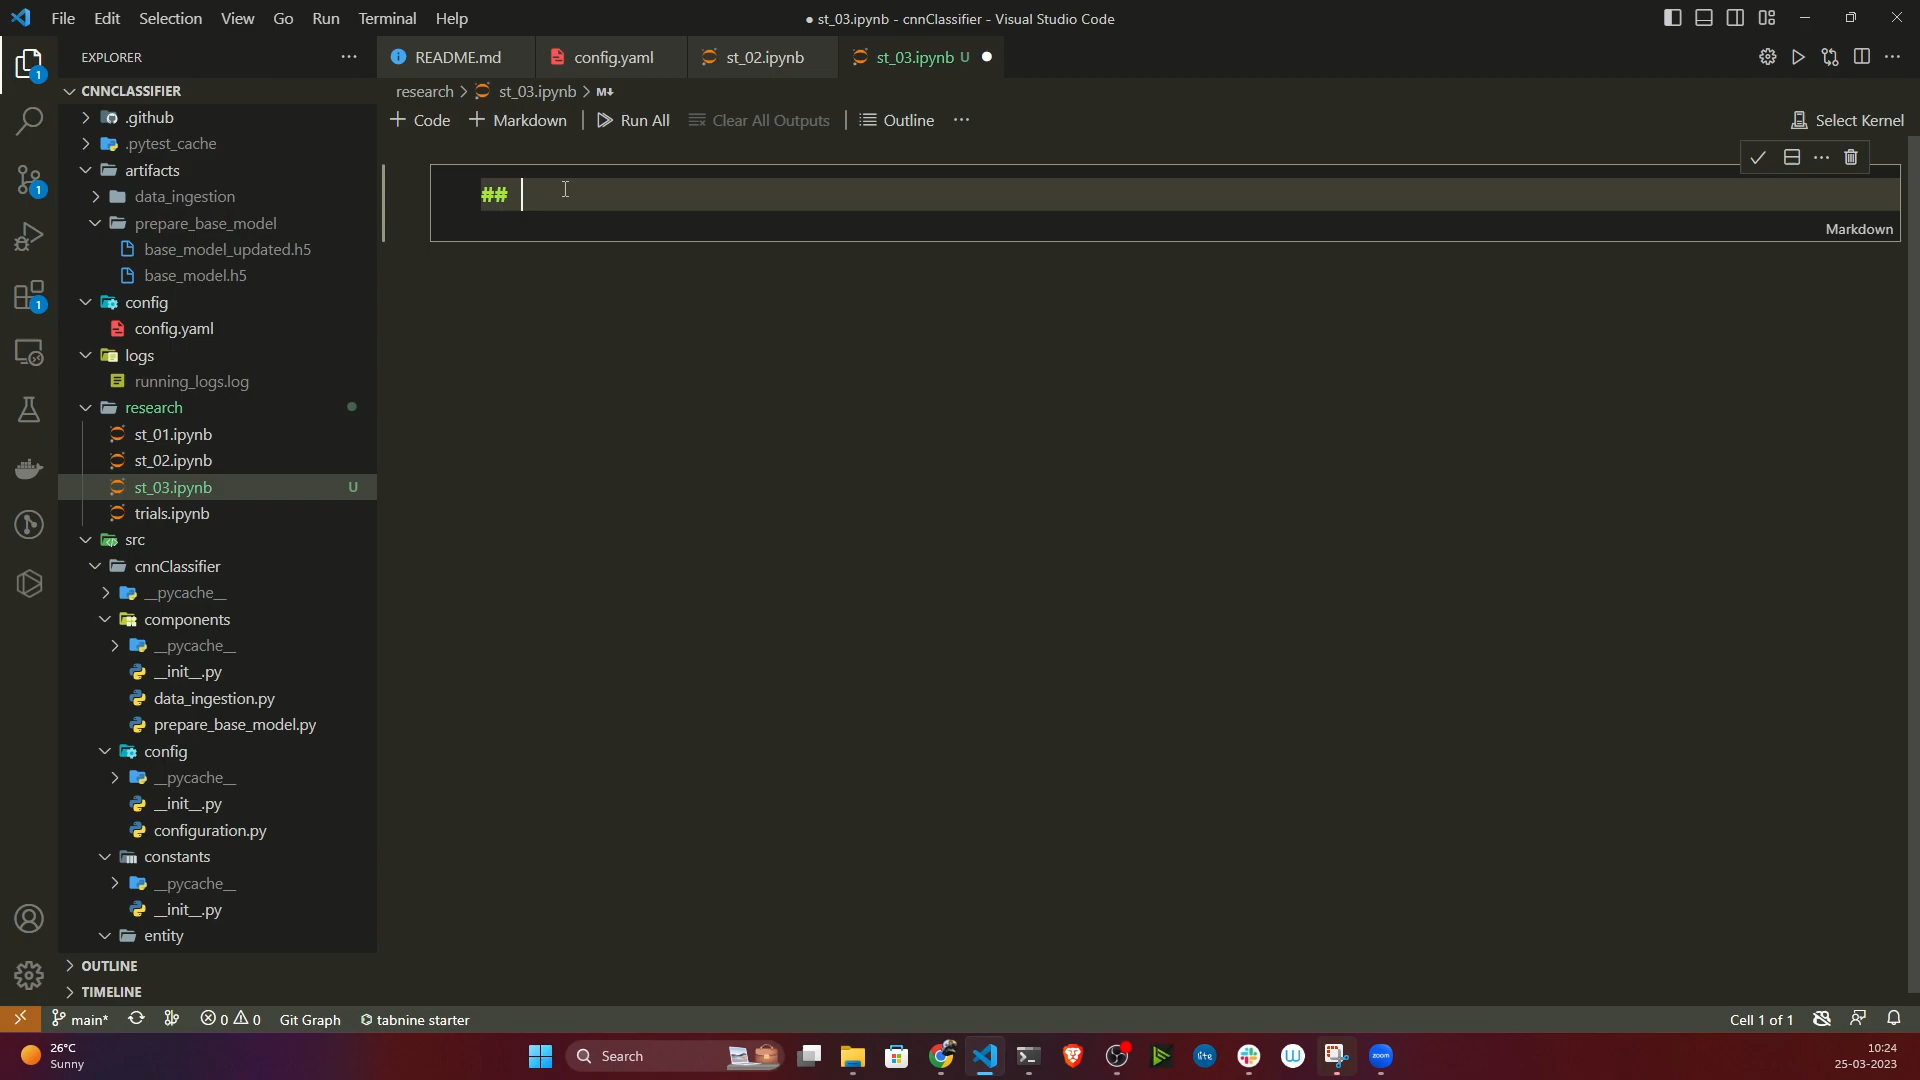 File Edit Selection View Go Run Terminal Help
● st_03.ipynb - cnnClassifier - Visual Studio Code
EXPLORER
README.md
config.yaml
st_02.ipynb
st_03.ipynb U
CNNCLASSIFIER
research > st_03.ipynb > M↓
+ Code + Markdown Run All Clear All Outputs Outline ...
Select Kernel
.github
.pytest_cache
artifacts
data_ingestion
prepare_base_model
base_model_updated.h5
base_model.h5
config
config.yaml
logs
running_logs.log
research
st_01.ipynb
st_02.ipynb
st_03.ipynb U
trials.ipynb
src
cnnClassifier
__pycache__
components
__pycache__
__init__.py
data_ingestion.py
prepare_base_model.py
config
__pycache__
__init__.py
configuration.py
constants
__pycache__
__init__.py
entity
OUTLINE
TIMELINE
1
1
1
##
Markdown
main* 0 0 Git Graph tabnine starter
Cell 1 of 1
26°C
Sunny
Search
lite
zoom
10:24
25-03-2023